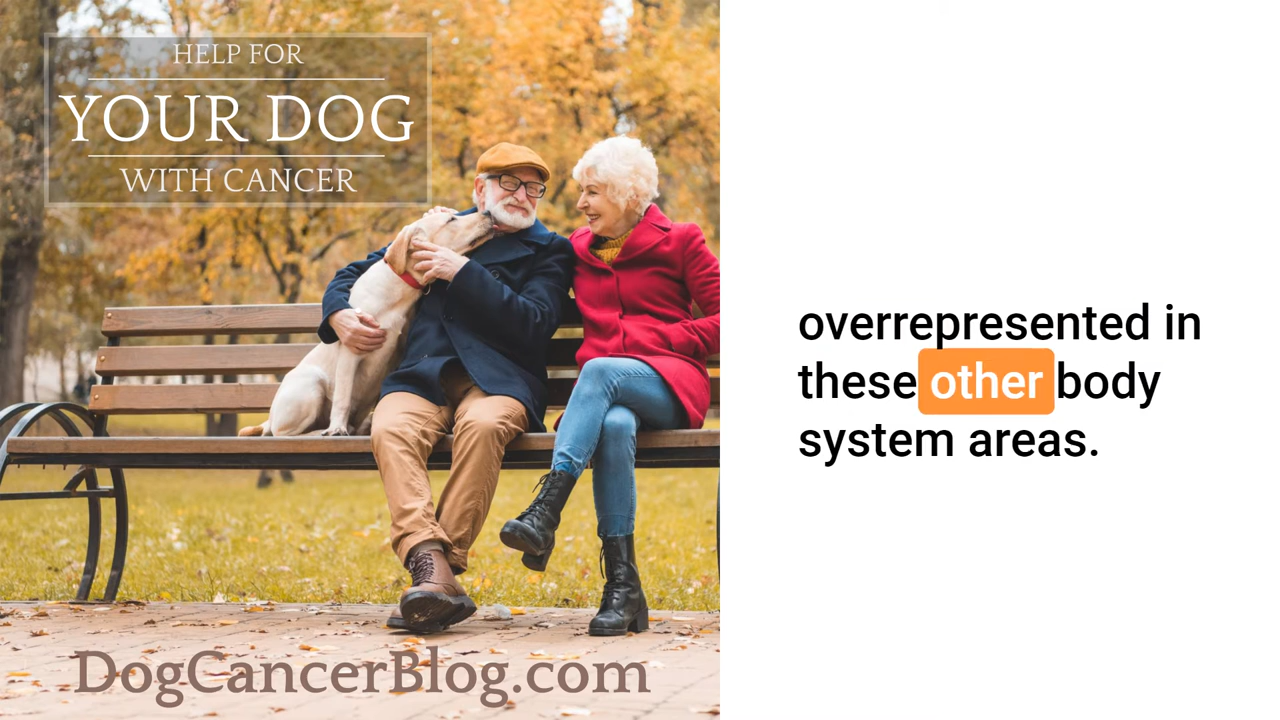 HELP FOR
YOUR DOG
WITH CANCER
DogCancerBlog.com
overrepresented in
these other body
system areas.